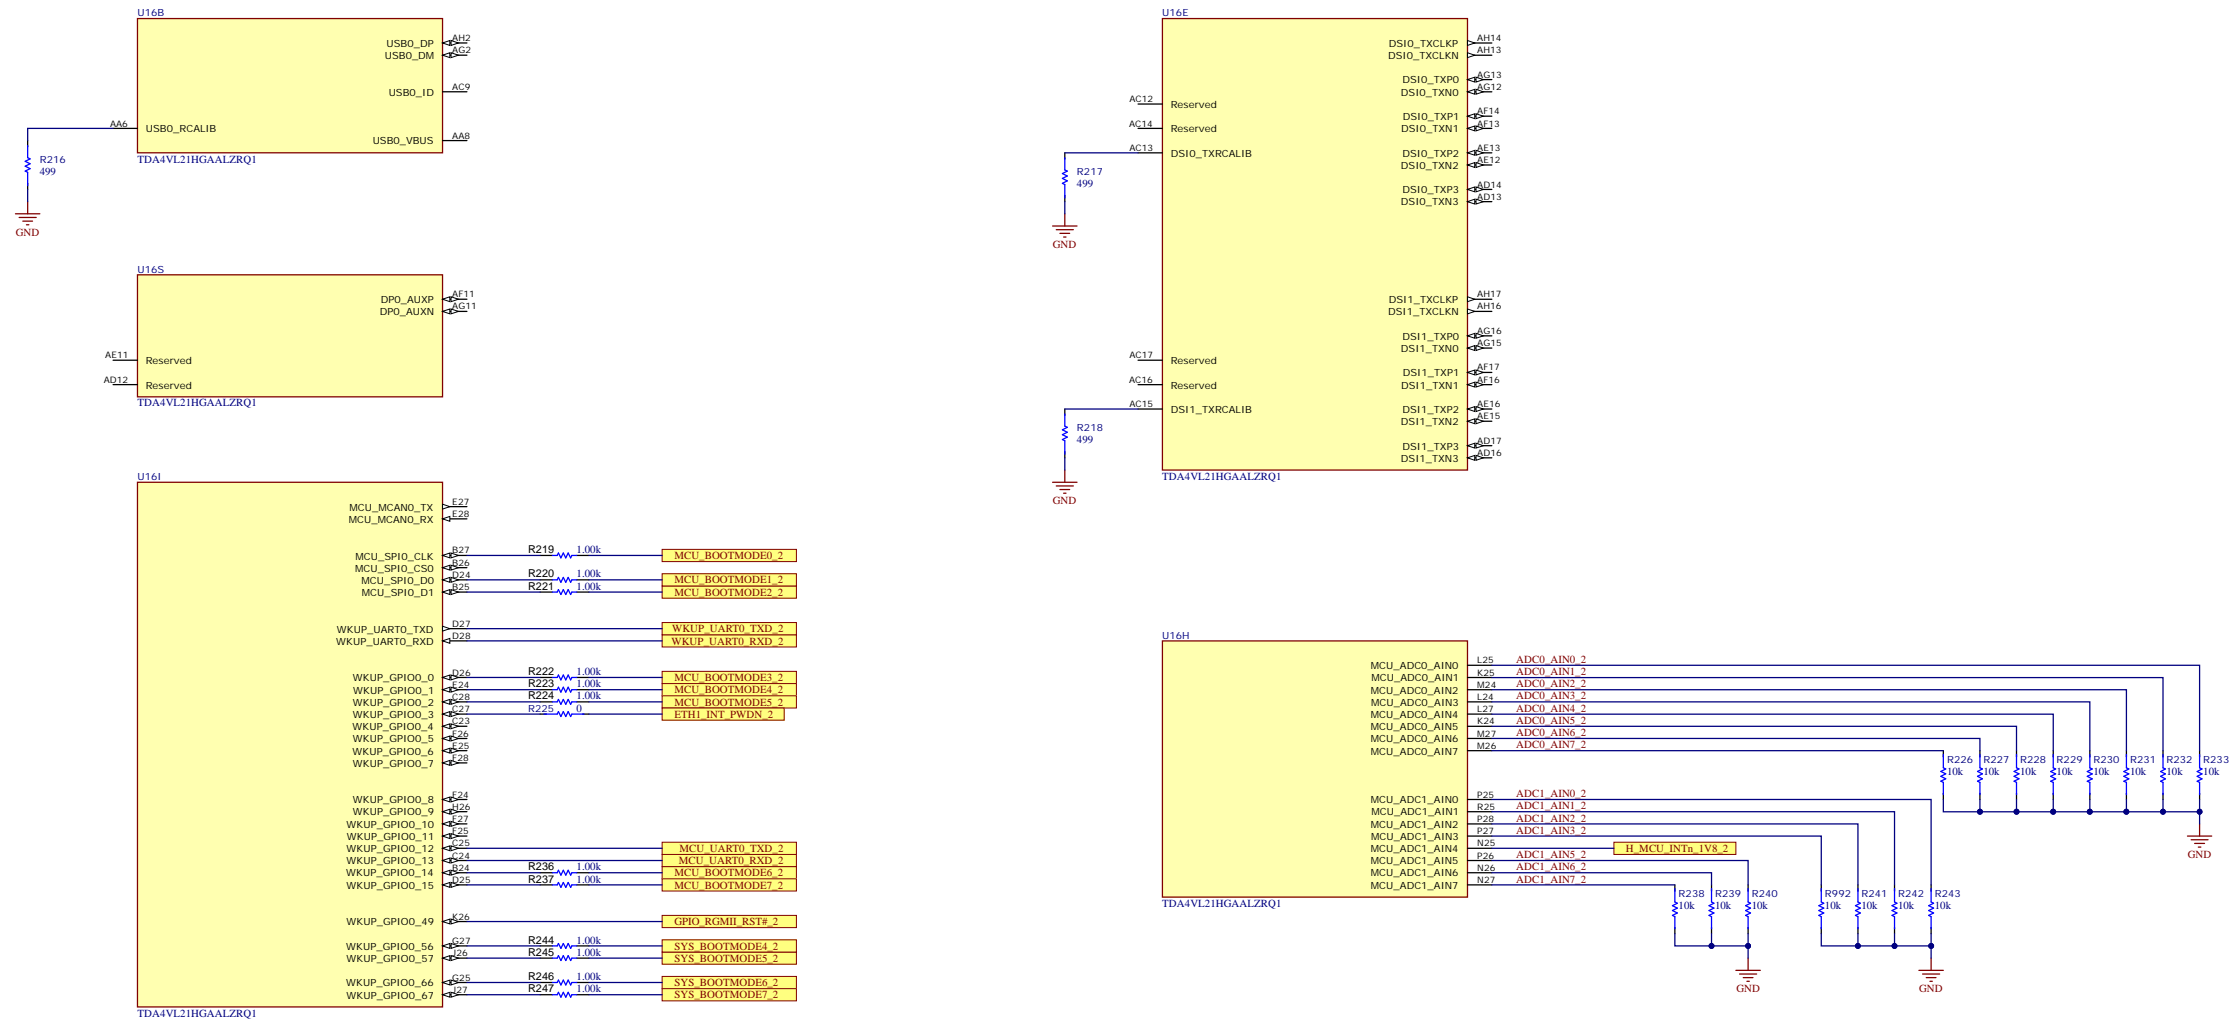 U16B
USB0_DP AH2
USB0_DM AG2
USB0_ID AC9
AA6 USB0_RCALIB
USB0_VBUS AA8
TDA4VL21HGAALZRQ1
R216
499
GND
U16S
DP0_AUXP AF11
DP0_AUXN AG11
AE11 Reserved
AD12 Reserved
TDA4VL21HGAALZRQ1
U16I
MCU_MCAN0_TX E27
MCU_MCAN0_RX E28
MCU_SPI0_CLK B27 R219 1.00k MCU_BOOTMODE0_2
MCU_SPI0_CS0 B26
MCU_SPI0_D0 D24 R220 1.00k MCU_BOOTMODE1_2
MCU_SPI0_D1 B25 R221 1.00k MCU_BOOTMODE2_2
WKUP_UART0_TXD D27 WKUP_UART0_TXD_2
WKUP_UART0_RXD D28 WKUP_UART0_RXD_2
WKUP_GPIO0_0 D26 R222 1.00k MCU_BOOTMODE3_2
WKUP_GPIO0_1 E24 R223 1.00k MCU_BOOTMODE4_2
WKUP_GPIO0_2 C28 R224 1.00k MCU_BOOTMODE5_2
WKUP_GPIO0_3 C27 R225 0 ETH1_INT_PWDN_2
WKUP_GPIO0_4 C23
WKUP_GPIO0_5
WKUP_GPIO0_6
WKUP_GPIO0_7
WKUP_GPIO0_8
WKUP_GPIO0_9 H26
WKUP_GPIO0_10
WKUP_GPIO0_11
WKUP_GPIO0_12 C25 MCU_UART0_TXD_2
WKUP_GPIO0_13 C24 MCU_UART0_RXD_2
WKUP_GPIO0_14 B24 R236 1.00k MCU_BOOTMODE6_2
WKUP_GPIO0_15 D25 R237 1.00k MCU_BOOTMODE7_2
WKUP_GPIO0_49 K26 GPIO_RGMII_RST#_2
WKUP_GPIO0_56 G27 R244 1.00k SYS_BOOTMODE4_2
WKUP_GPIO0_57 J26 R245 1.00k SYS_BOOTMODE5_2
WKUP_GPIO0_66 G25 R246 1.00k SYS_BOOTMODE6_2
WKUP_GPIO0_67 J27 R247 1.00k SYS_BOOTMODE7_2
TDA4VL21HGAALZRQ1
U16E
DSI0_TXCLKP AH14
DSI0_TXCLKN AH13
DSI0_TXP0 AG13
DSI0_TXN0 AG12
AC12 Reserved
DSI0_TXP1 AF14
AC14 Reserved DSI0_TXN1 AF13
AC13 DSI0_TXRCALIB DSI0_TXP2 AE13
DSI0_TXN2 AE12
R217
499
DSI0_TXP3 AD14
DSI0_TXN3 AD13
GND
DSI1_TXCLKP AH17
DSI1_TXCLKN AH16
DSI1_TXP0 AG16
DSI1_TXN0 AG15
AC17 Reserved
DSI1_TXP1 AF17
AC16 Reserved DSI1_TXN1 AF16
AC15 DSI1_TXRCALIB DSI1_TXP2 AE16
DSI1_TXN2 AE15
R218
499
DSI1_TXP3 AD17
DSI1_TXN3 AD16
TDA4VL21HGAALZRQ1
GND
U16H
MCU_ADC0_AIN0 L25 ADC0_AIN0_2
MCU_ADC0_AIN1 K25 ADC0_AIN1_2
MCU_ADC0_AIN2 M24 ADC0_AIN2_2
MCU_ADC0_AIN3 L24 ADC0_AIN3_2
MCU_ADC0_AIN4 L27 ADC0_AIN4_2
MCU_ADC0_AIN5 K24 ADC0_AIN5_2
MCU_ADC0_AIN6 M27 ADC0_AIN6_2
MCU_ADC0_AIN7 M26 ADC0_AIN7_2
R226 R227 R228 R229 R230 R231 R232 R233
10k 10k 10k 10k 10k 10k 10k 10k
GND
MCU_ADC1_AIN0 P25 ADC1_AIN0_2
MCU_ADC1_AIN1 R25 ADC1_AIN1_2
MCU_ADC1_AIN2 P28 ADC1_AIN2_2
MCU_ADC1_AIN3 P27 ADC1_AIN3_2
MCU_ADC1_AIN4 N25 H_MCU_INTn_1V8_2
MCU_ADC1_AIN5 P26 ADC1_AIN5_2
MCU_ADC1_AIN6 N26 ADC1_AIN6_2
MCU_ADC1_AIN7 N27 ADC1_AIN7_2
R238 R239 R240 R992 R241 R242 R243
10k 10k 10k 10k 10k 10k 10k
TDA4VL21HGAALZRQ1
GND GND